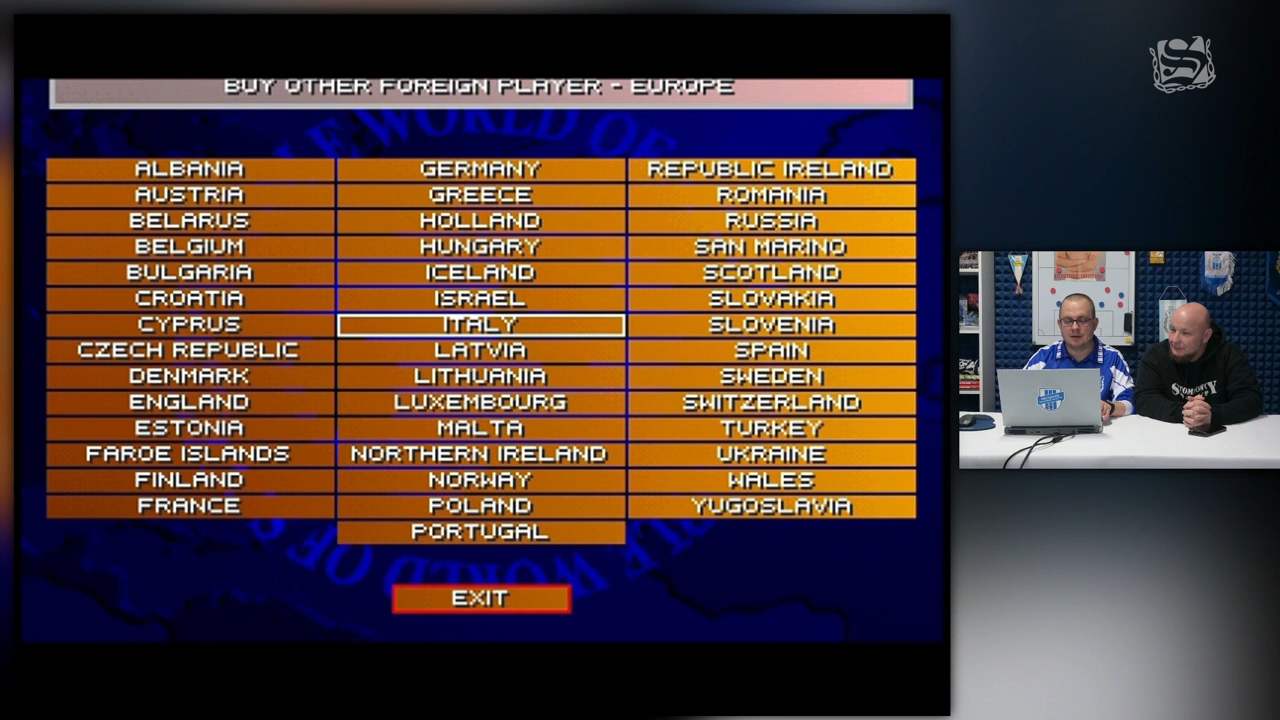 BUY OTHER FOREIGN PLAYER - EUROPE
ALBANIA
AUSTRIA
BELARUS
BELGIUM
BULGARIA
CROATIA
CYPRUS
CZECH REPUBLIC
DENMARK
ENGLAND
ESTONIA
FAROE ISLANDS
FINLAND
FRANCE
GERMANY
GREECE
HOLLAND
HUNGARY
ICELAND
ISRAEL
ITALY
LATVIA
LITHUANIA
LUXEMBOURG
MALTA
NORTHERN IRELAND
NORWAY
POLAND
PORTUGAL
REPUBLIC IRELAND
ROMANIA
RUSSIA
SAN MARINO
SCOTLAND
SLOVAKIA
SLOVENIA
SPAIN
SWEDEN
SWITZERLAND
TURKEY
UKRAINE
WALES
YUGOSLAVIA
EXIT